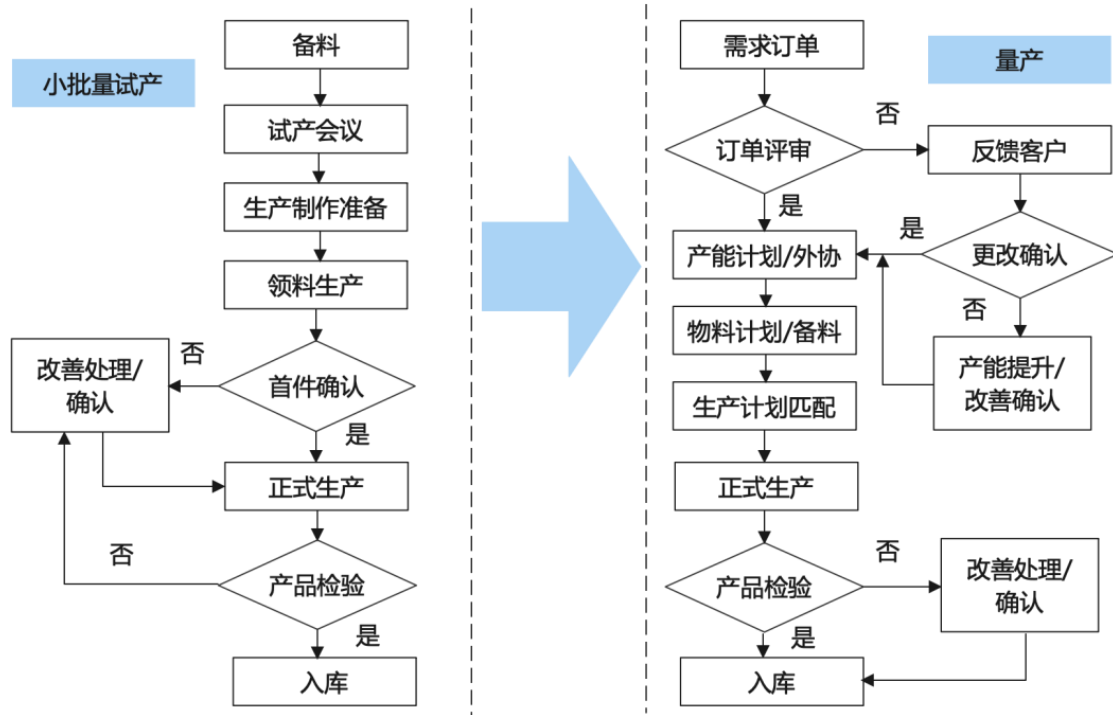 小批量试产
备料
试产会议
生产制作准备
领料生产
首件确认
否
改善处理/
确认
是
正式生产
产品检验
否
是
入库
量产
需求订单
订单评审
否
反馈客户
是
更改确认
是
否
产能提升/
改善确认
产能计划/外协
物料计划/备料
生产计划匹配
正式生产
产品检验
否
改善处理/
确认
是
入库